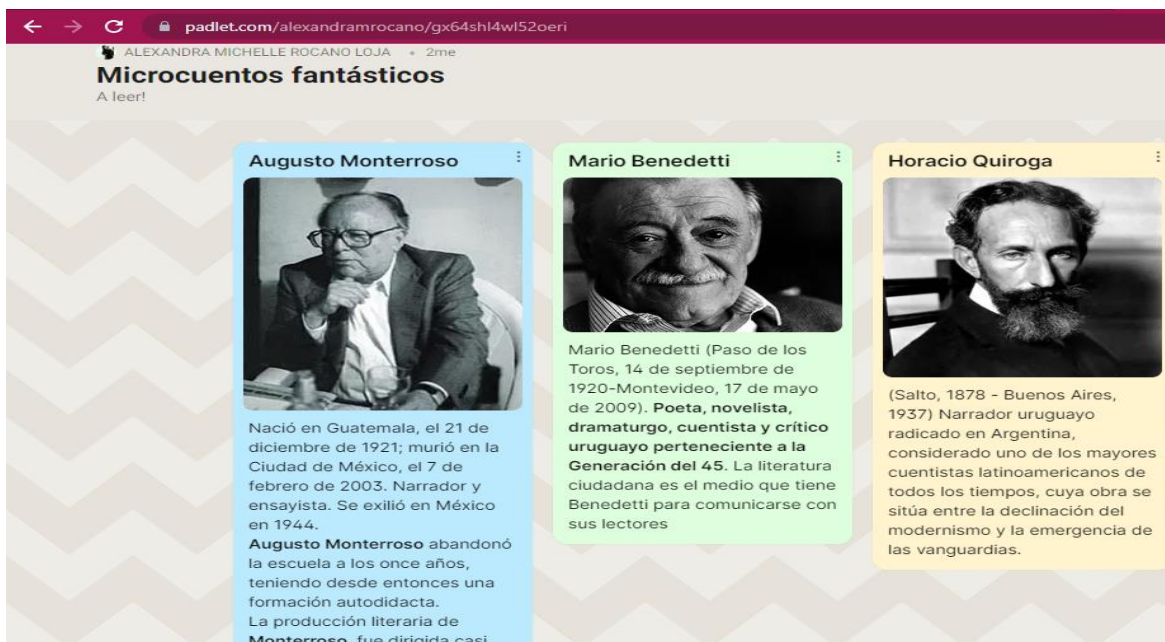 padlet.com/alexandramrocano/gx64shl4wl52oeri
ALEXANDRA MICHELLE ROCANO LOJA • 2me
Microcuentos fantásticos
A leer!
Augusto Monterroso
Nació en Guatemala, el 21 de
diciembre de 1921; murió en la
Ciudad de México, el 7 de
febrero de 2003. Narrador y
ensayista. Se exilió en México
en 1944.
Augusto Monterroso abandonó
la escuela a los once años,
teniendo desde entonces una
formación autodidacta.
La producción literaria de
Monterroso, fue dirigida casi
Mario Benedetti
Mario Benedetti (Paso de los
Toros, 14 de septiembre de
1920-Montevideo, 17 de mayo
de 2009). Poeta, novelista,
dramaturgo, cuentista y crítico
uruguayo perteneciente a la
Generación del 45. La literatura
ciudadana es el medio que tiene
Benedetti para comunicarse con
sus lectores
Horacio Quiroga
(Salto, 1878 - Buenos Aires,
1937) Narrador uruguayo
radicado en Argentina,
considerado uno de los mayores
cuentistas latinoamericanos de
todos los tiempos, cuya obra se
sitúa entre la declinación del
modernismo y la emergencia de
las vanguardias.